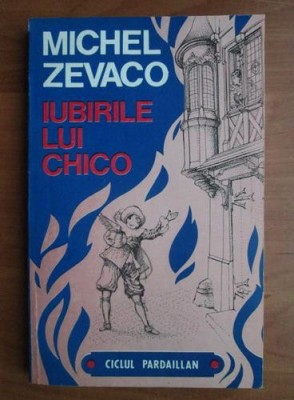 MICHEL
ZEVACO
IUBIRILE
LUI
CHICO
CICLUL PARDAILLAN